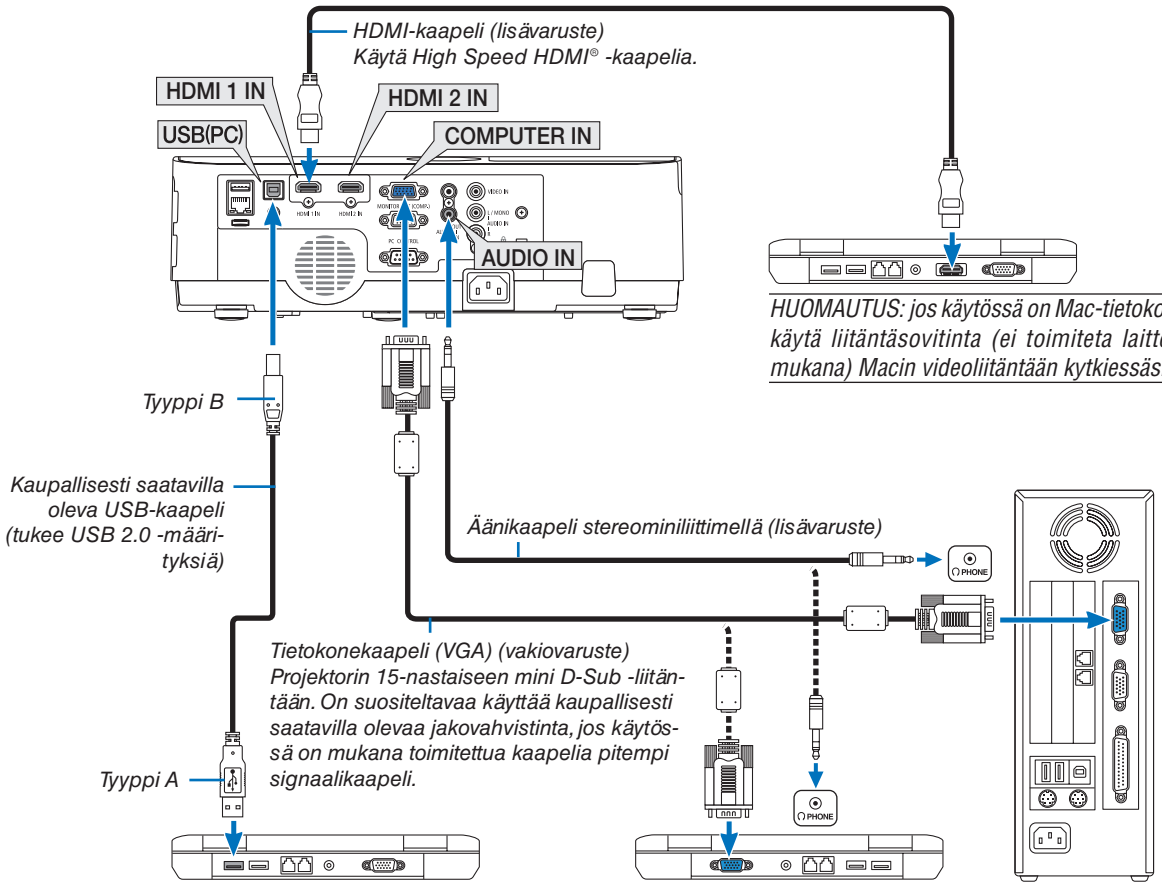 HDMI-kaapeli (lisävaruste)
Käytä High Speed HDMI® -kaapelia.
HDMI 1 IN
HDMI 2 IN
USB(PC)
COMPUTER IN
VIDEO IN
HDMI 1 IN
HDMI 2 IN
L / MONO
AUDIO IN
R
PC CONTROL
AUDIO IN
HUOMAUTUS: jos käytössä on Mac-
käytä liitäntäsovitinta (ei toimiteta
mukana) Macin videoliitäntään
Tyyppi B
Kaupallisesti saatavilla
oleva USB-kaapeli
(tukee USB 2.0 -määri-
tyksiä)
Äänikaapeli stereominiliittimellä (lisävaruste)
PHONE
Tietokonekaapeli (VGA) (vakiovaruste)
Projektorin 15-nastaiseen mini D-Sub -liitän-
tään. On suositeltavaa käyttää kaupallisesti
saatavilla olevaa jakovahvistinta, jos käytös-
sä on mukana toimitettua kaapelia pitempi
signaalikaapeli.
Tyyppi A
PHONE